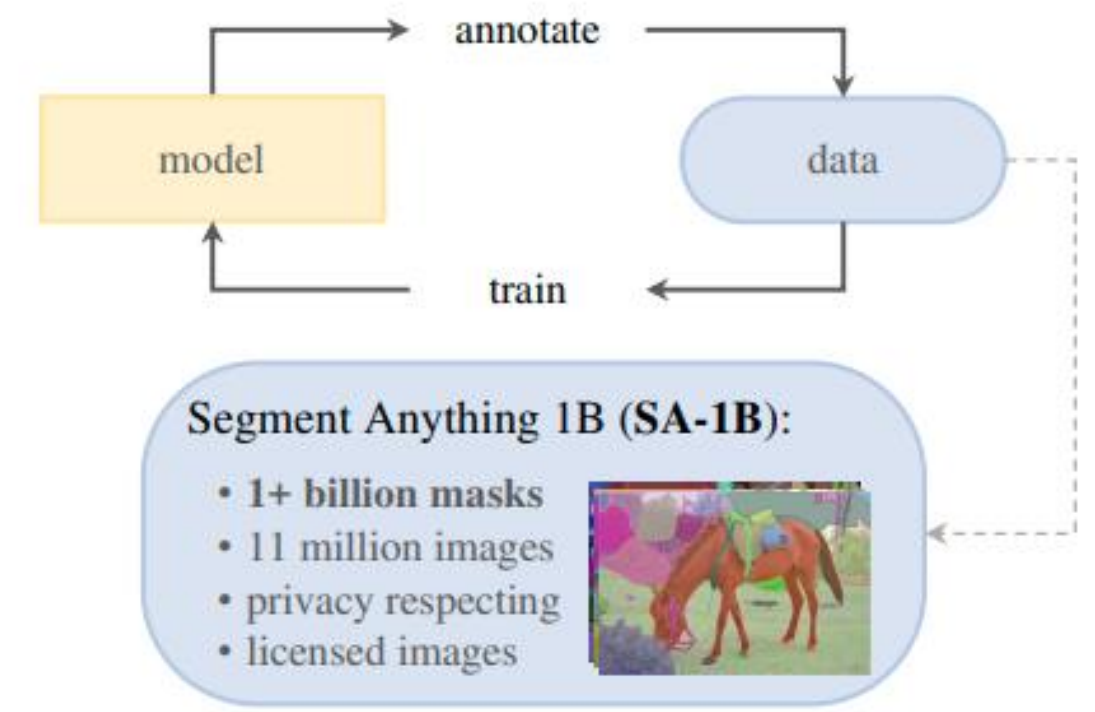 annotate
model
data
train
Segment Anything 1B (SA-1B):
• 1+ billion masks
• 11 million images
• privacy respecting
• licensed images